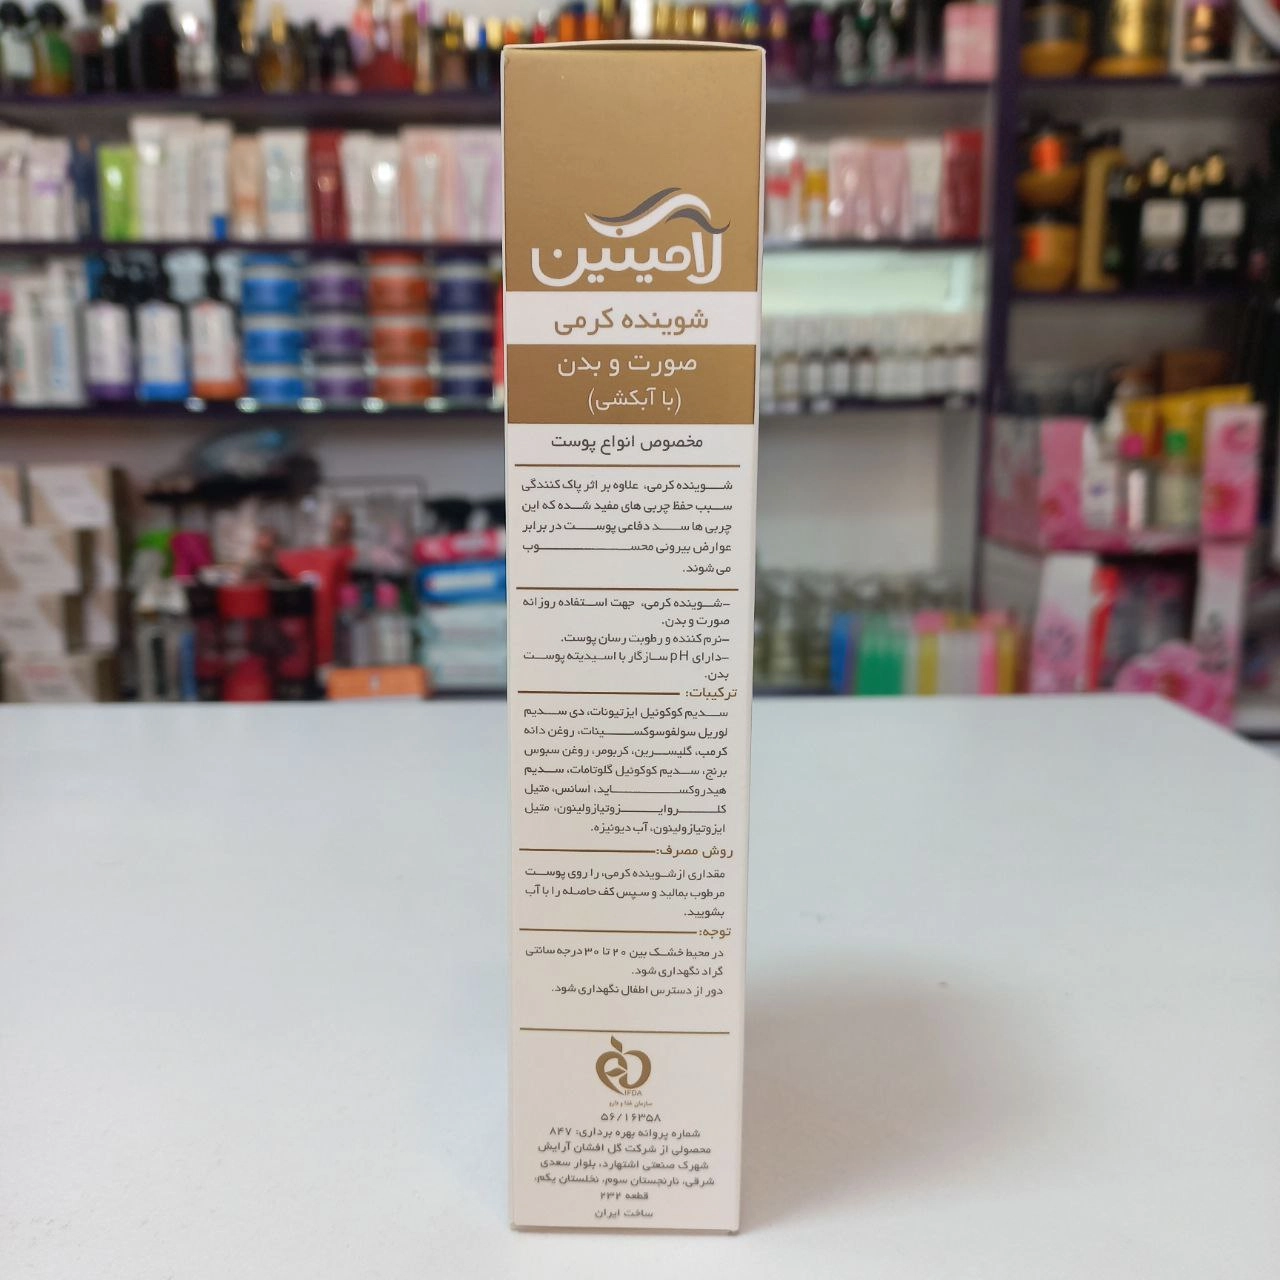 لامینین
شوینده کرمی
صورت و بدن
(با آبکشی)
مخصوص انواع پوست
شوینده کرمی، علاوه بر اثر پاک کنندگی
سبب حفظ چربی های مفید شده که این
چربی ها سد دفاعی پوست در برابر
عوارض بیرونی محسوب
می شوند.
-شوینده کرمی، جهت استفاده روزانه
صورت و بدن.
-نرم کننده و رطوبت رسان پوست.
-دارای pH سازگار با اسیدیته پوست
بدن.
ترکیبات:
سدیم کوکوئیل ایزتیونات، دی سدیم
لوریل سولفوسوکسینات، روغن دانه
کرمب، گلیسرین، کربومر، روغن سبوس
برنج، سدیم کوکوئیل گلوتامات، سدیم
هیدروکساید، اسانس، متیل
کلروایزوتیازولینون، متیل
ایزوتیازولینون، آب دیونیزه.
روش مصرف:
مقداری ازشوینده کرمی، را روی پوست
مرطوب بمالید و سپس کف حاصله را با آب
بشویید.
توجه:
در محیط خشک بین ۲۰ تا ۳۰ درجه سانتی
گراد نگهداری شود.
دور از دسترس اطفال نگهداری شود.
IFDA
سازمان غذا و دارو
۵۶/۱۶۳۵۸
شماره پروانه بهره برداری: ۸۴۷
محصولی از شرکت گل افشان آرایش
شهرک صنعتی اشتهارد، بلوار سعدی
شرقی، نارنجستان سوم، نخلستان یکم،
قطعه ۲۳۲
ساخت ایران